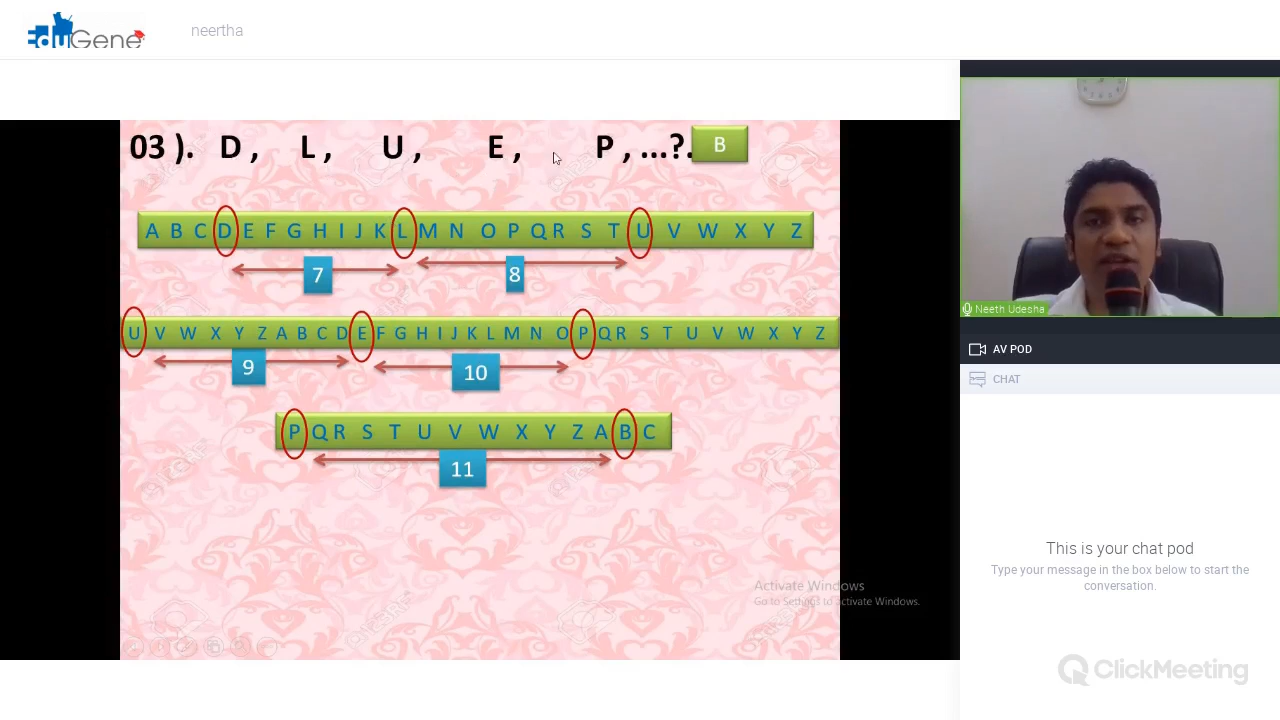 EduGene
neertha
03 ). D , L , U , E , P , ...?. B
A B C D E F G H I J K L M N O P Q R S T U V W X Y Z
7 8
U V W X Y Z A B C D E F G H I J K L M N O P Q R S T U V W X Y Z
9 10
P Q R S T U V W X Y Z A B C
11
Activate Windows
Go to Settings to activate Windows.
Neeth Udesha
AV POD
CHAT
This is your chat pod
Type your message in the box below to start the
conversation.
ClickMeeting